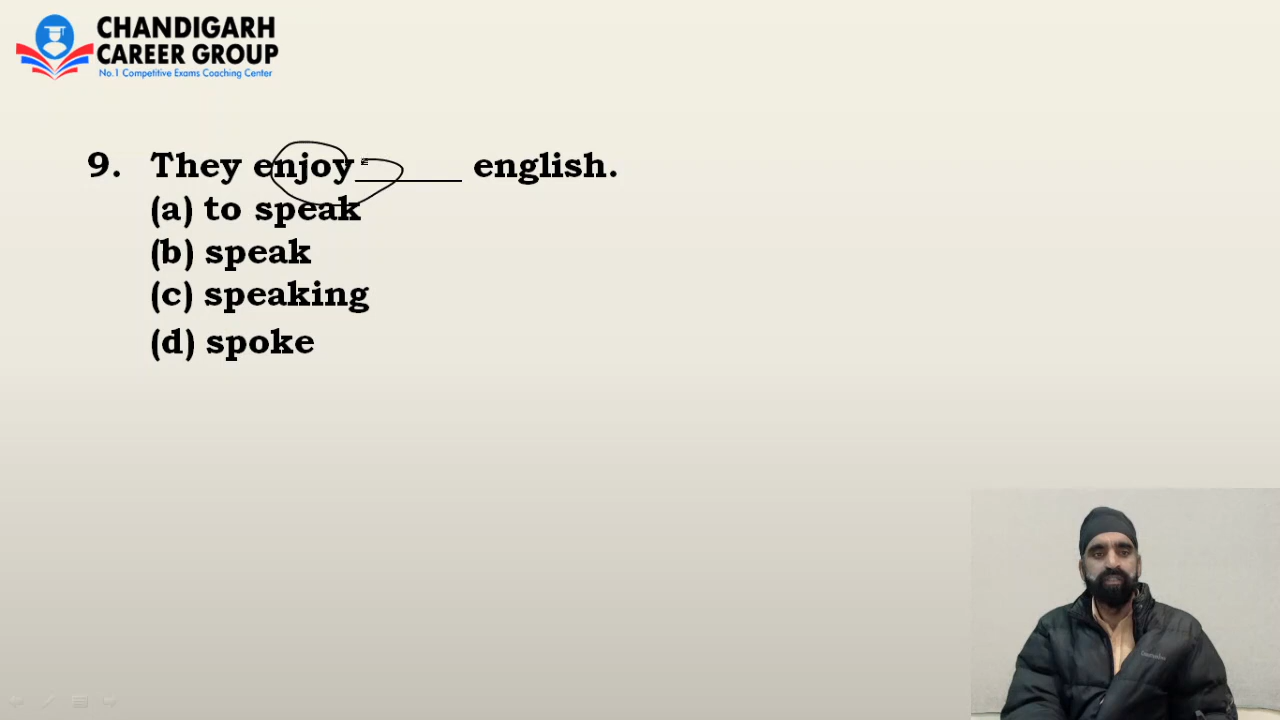 CHANDIGARH
CAREER GROUP
No.1 Competitive Exams Coaching Center
9. They enjoy ______ english.
(a) to speak
(b) speak
(c) speaking
(d) spoke